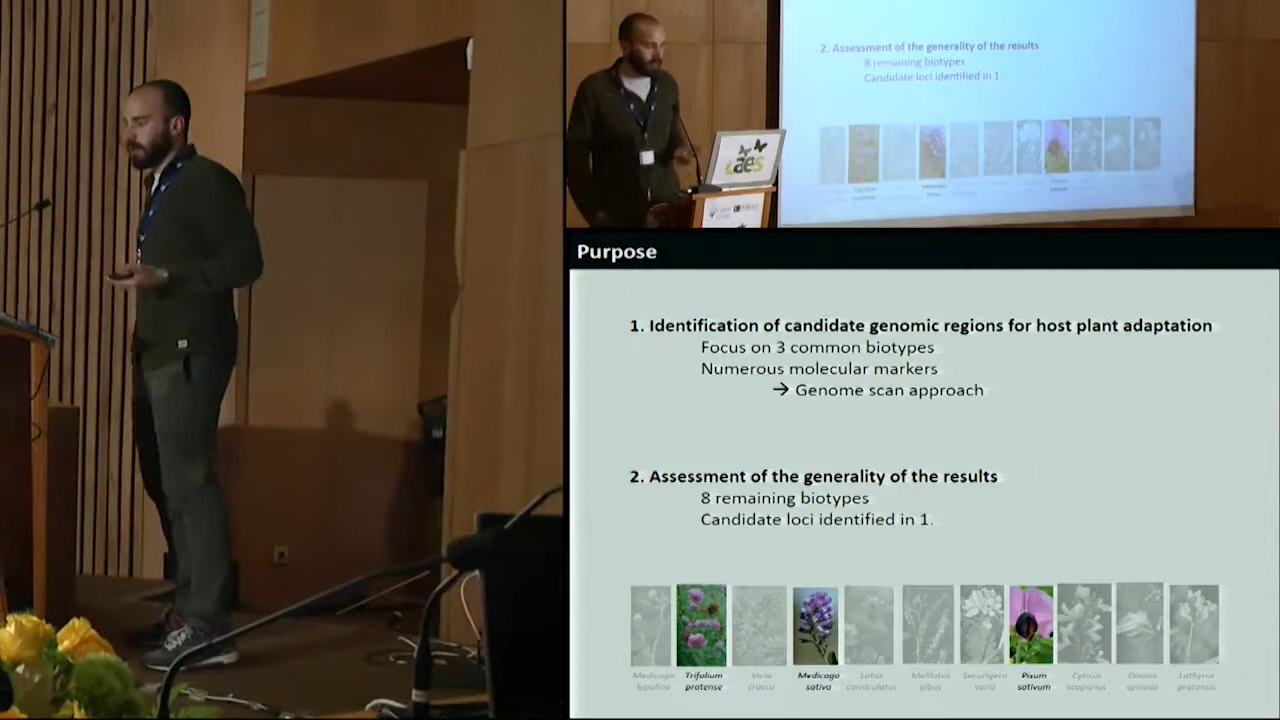 2. Assessment of the generality of the results
8 remaining biotypes
Candidate loci identified in 1
aes
Purpose
1. Identification of candidate genomic regions for host plant adaptation
Focus on 3 common biotypes
Numerous molecular markers
→ Genome scan approach
2. Assessment of the generality of the results
8 remaining biotypes
Candidate loci identified in 1.
Medicago lupulina
Trifolium pratense
Vicia cracca
Medicago sativa
Lotus corniculatus
Melilotus albus
Securigera varia
Pisum sativum
Cytisus scoparius
Ononis spinosa
Lathyrus pratensis